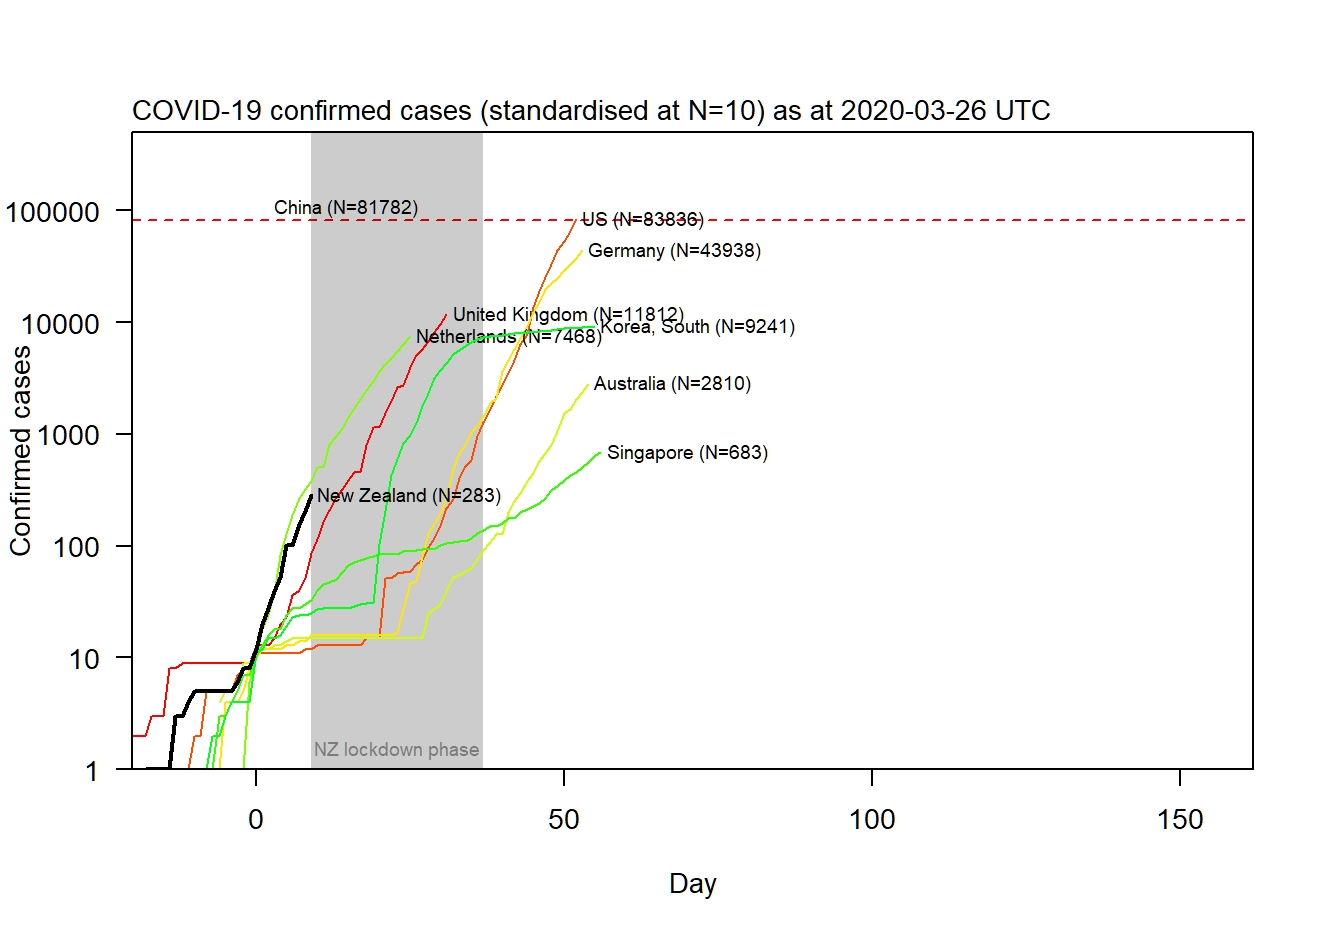 COVID-19 confirmed cases (standardised at N=10) as at 2020-03-26 UTC
100000
10000
1000
100
10
1
Confirmed cases
China (N=81782)
US (N=83836)
Germany (N=43938)
United Kingdom (N=11812)
Korea, South (N=9241)
Netherlands (N=7468)
Australia (N=2810)
Singapore (N=683)
New Zealand (N=283)
NZ lockdown phase
0
50
100
150
Day